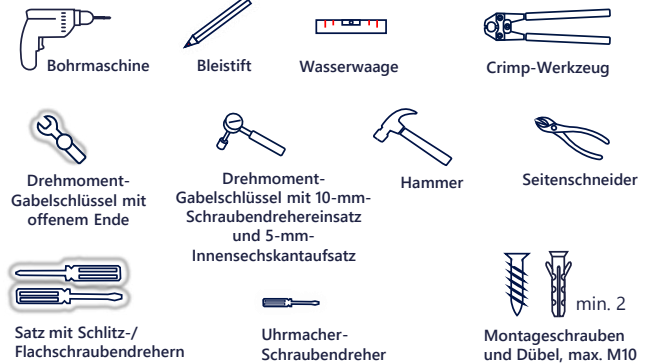 Bohrmaschine
Bleistift
Wasserwaage
Crimp-Werkzeug
Drehmoment-
Gabelschlüssel mit
offenem Ende
Drehmoment-
Gabelschlüssel mit 10-mm-
Schraubendrehereinsatz
und 5-mm-
Innensechskantaufsatz
Hammer
Seitenschneider
Satz mit Schlitz-/
Flachschraubendrehern
Uhrmacher-
Schraubendreher
min. 2
Montageschrauben
und Dübel, max. M10